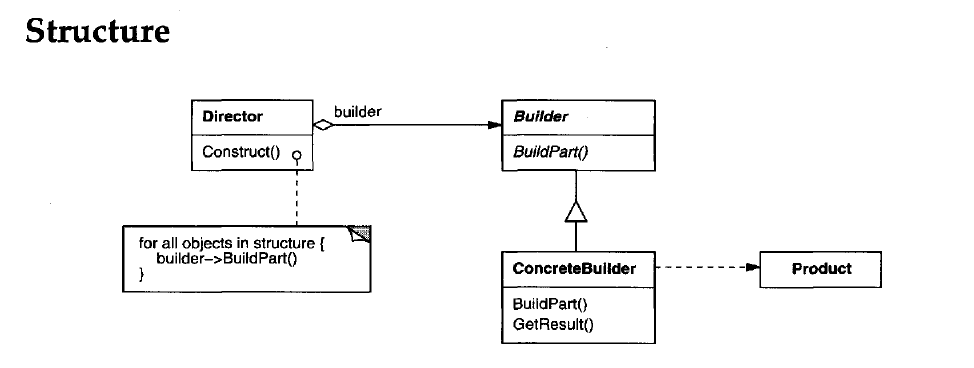 Structure
Director
builder
Builder
Construct()
BuildPart()
for all objects in structure {
builder->BuildPart()
}
ConcreteBuilder
Product
BuildPart()
GetResult()